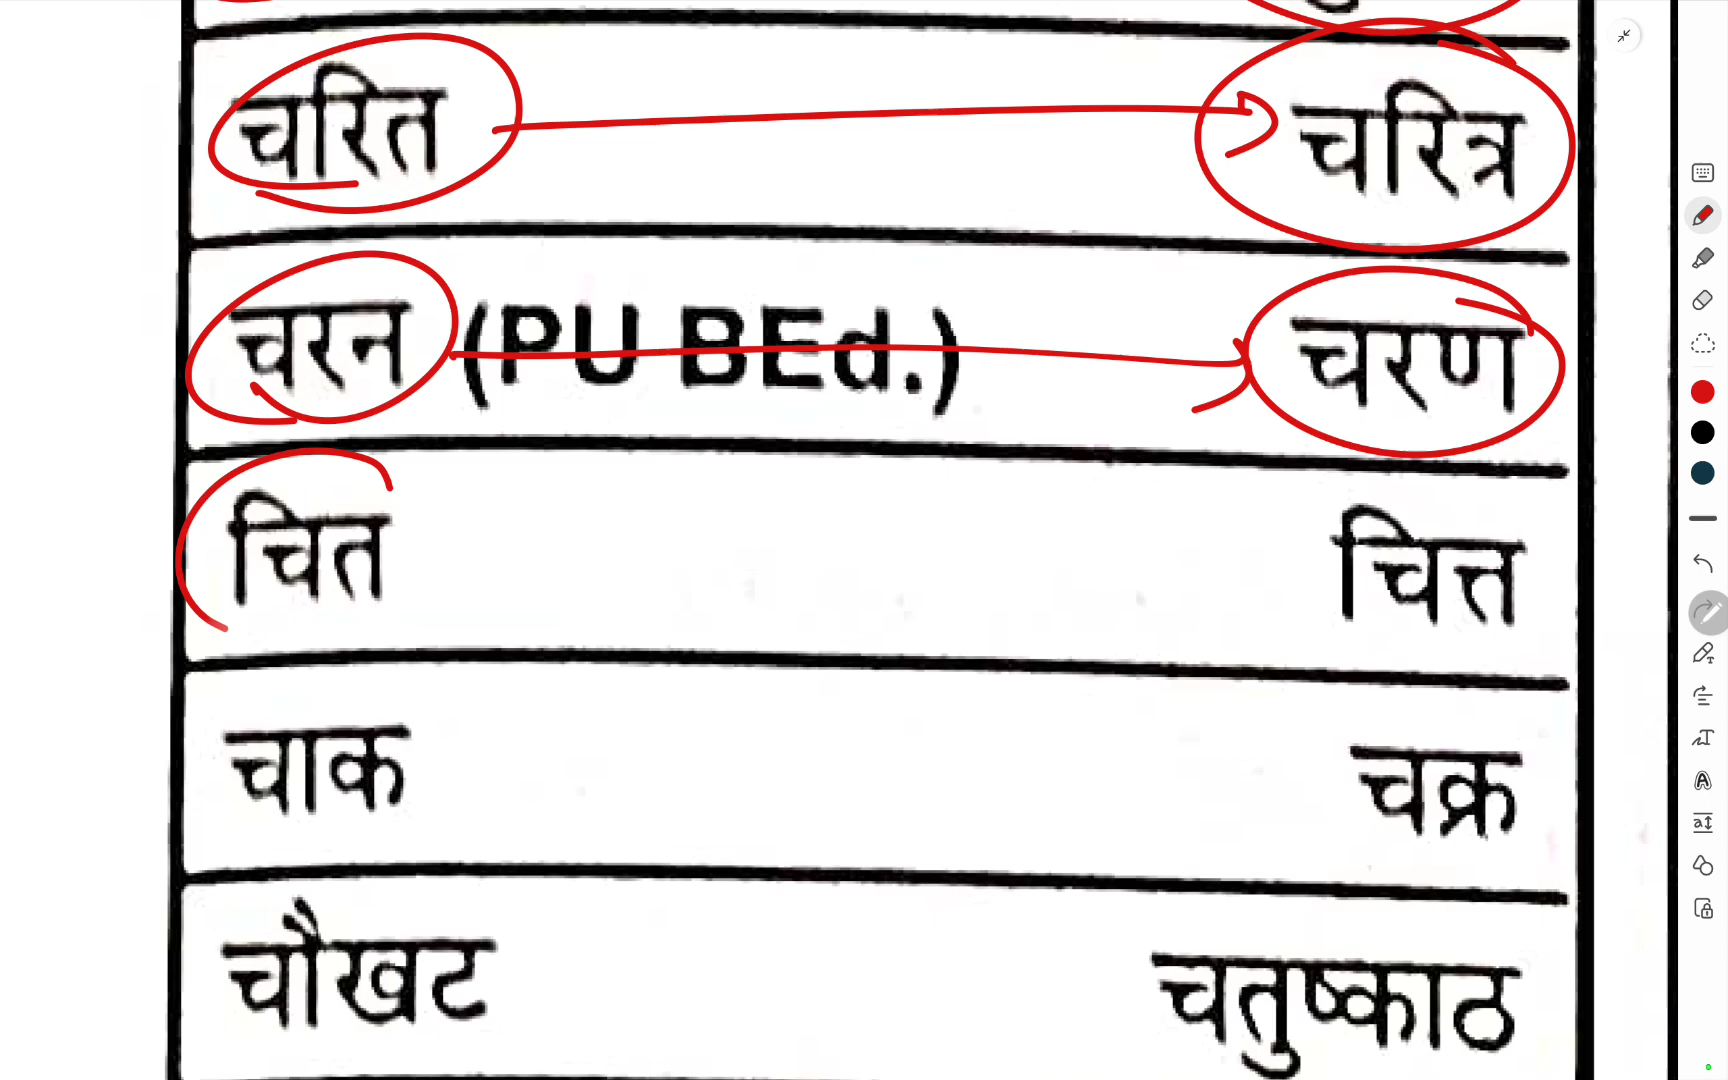 चरित चरित्र
चरन (PU BEd.) चरण
चित चित्त
चाक चक्र
चौखट चतुष्काठ